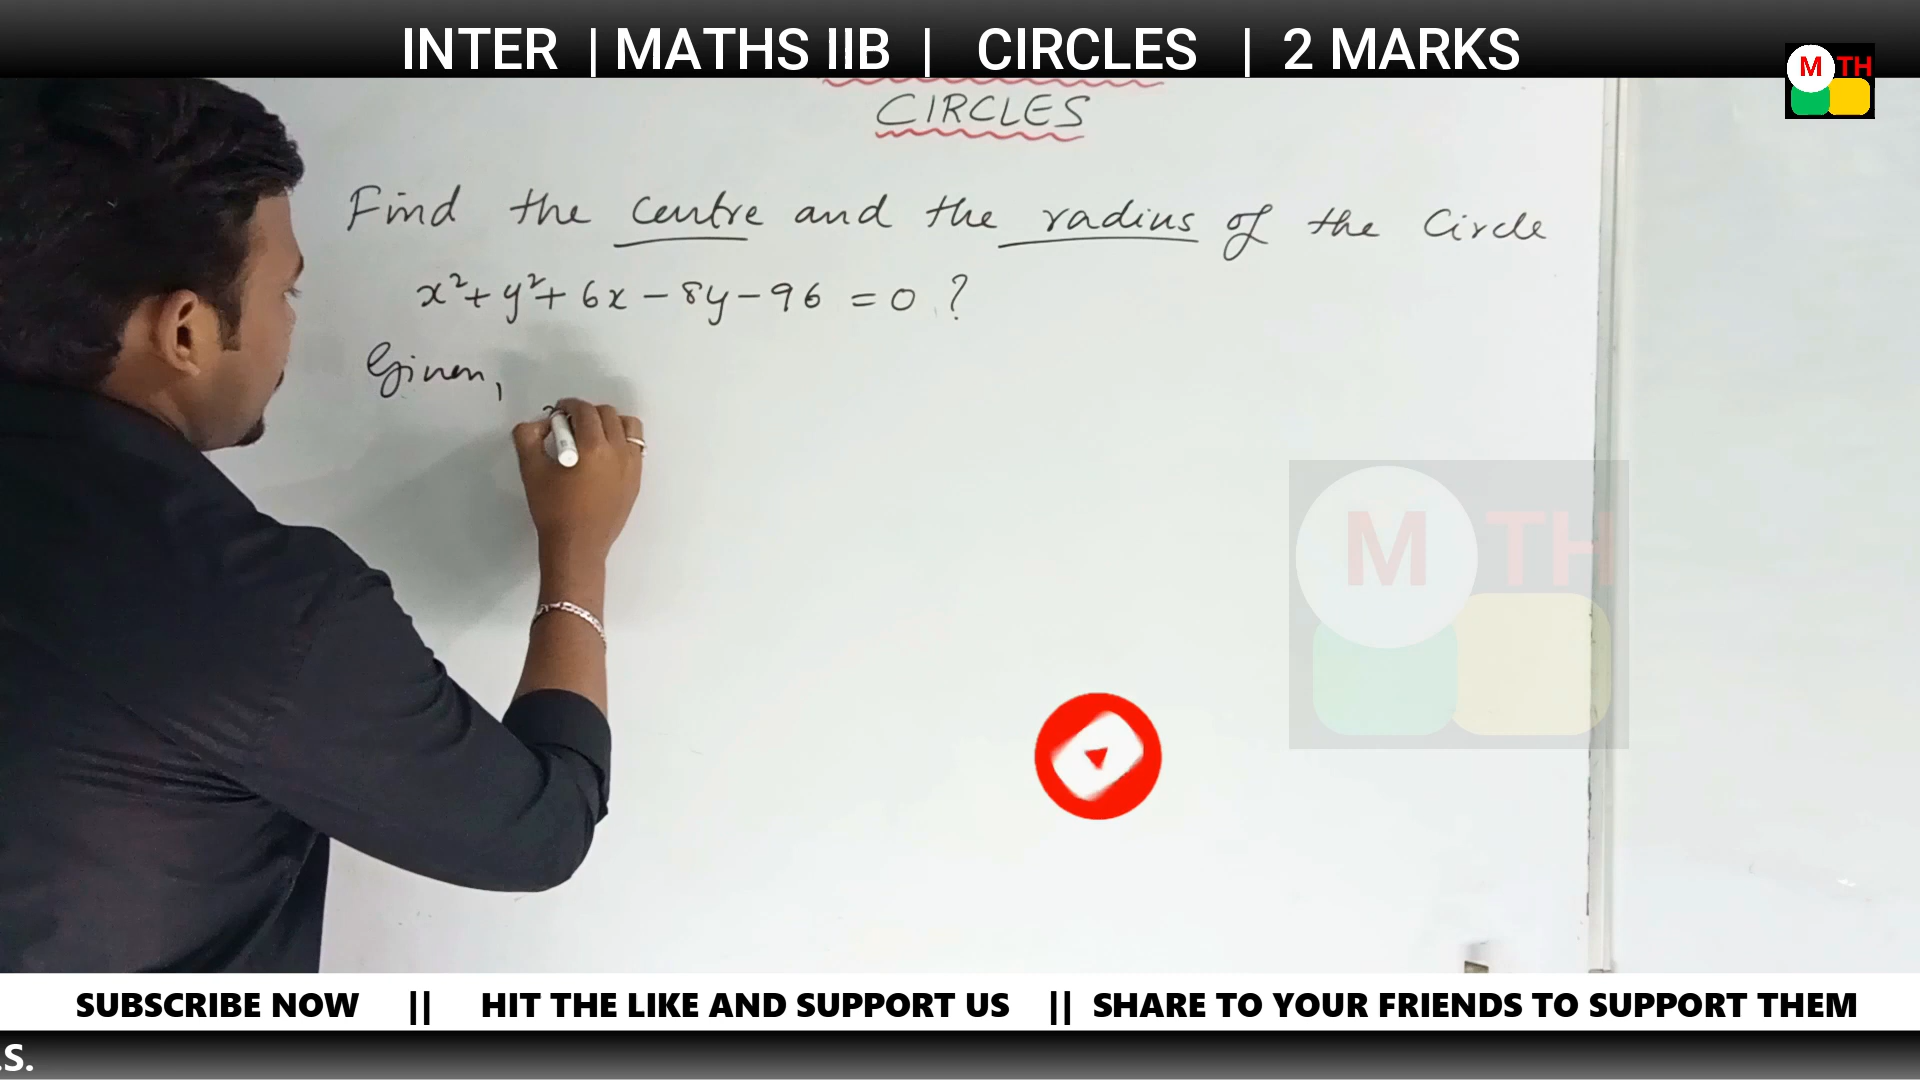 INTER | MATHS IIB | CIRCLES | 2 MARKS
M TH
CIRCLES
Find the centre and the radius of the Circle
x²+y²+6x-8y-96=0.?
Given,
M TH
SUBSCRIBE NOW || HIT THE LIKE AND SUPPORT US || SHARE TO YOUR FRIENDS TO SUPPORT THEM
.S.